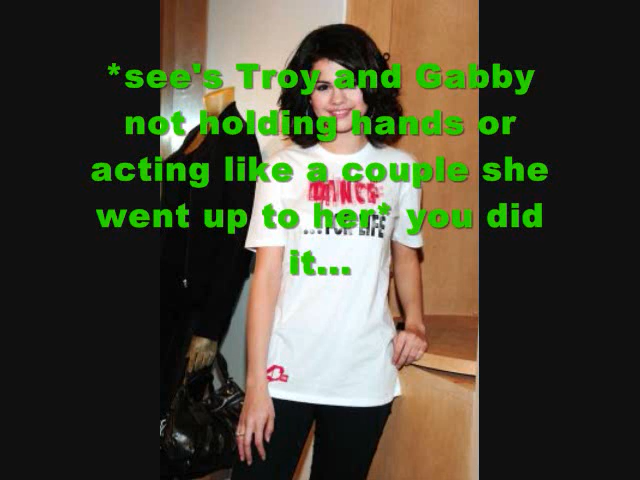 *see's Troy and Gabby
not holding hands or
acting like a couple she
went up to her* you did
it...
DANCE
...FOR LIFE